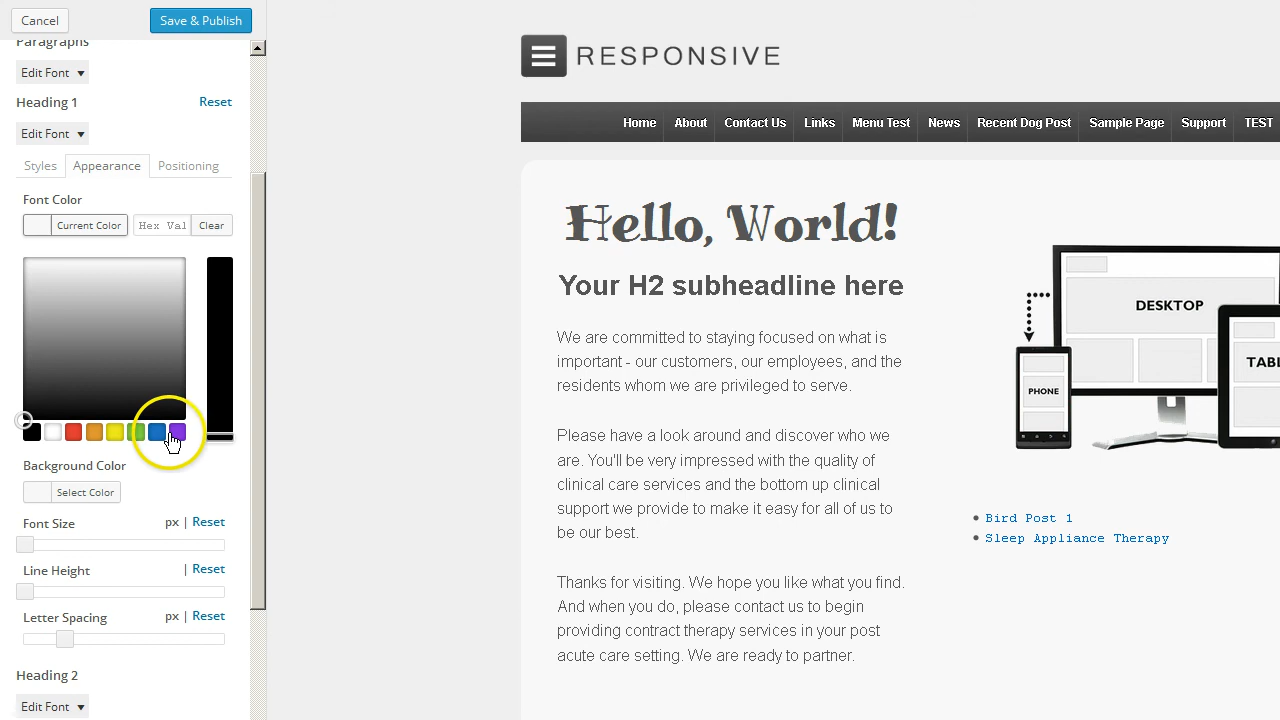 Cancel
Save & Publish
Paragraphs
Edit Font
Heading 1
Reset
Edit Font
Styles
Appearance
Positioning
Font Color
Current Color
Hex Val
Clear
Background Color
Select Color
Font Size
px | Reset
Line Height
| Reset
Letter Spacing
px | Reset
Heading 2
Edit Font
RESPONSIVE
Home
About
Contact Us
Links
Menu Test
News
Recent Dog Post
Sample Page
Support
TEST
Hello, World!
Your H2 subheadline here
We are committed to staying focused on what is
important - our customers, our employees, and the
residents whom we are privileged to serve.
Please have a look around and discover who we
are. You'll be very impressed with the quality of
clinical care services and the bottom up clinical
support we provide to make it easy for all of us to
be our best.
Thanks for visiting. We hope you like what you find.
And when you do, please contact us to begin
providing contract therapy services in your post
acute care setting. We are ready to partner.
DESKTOP
TABL
PHONE
Bird Post 1
Sleep Appliance Therapy